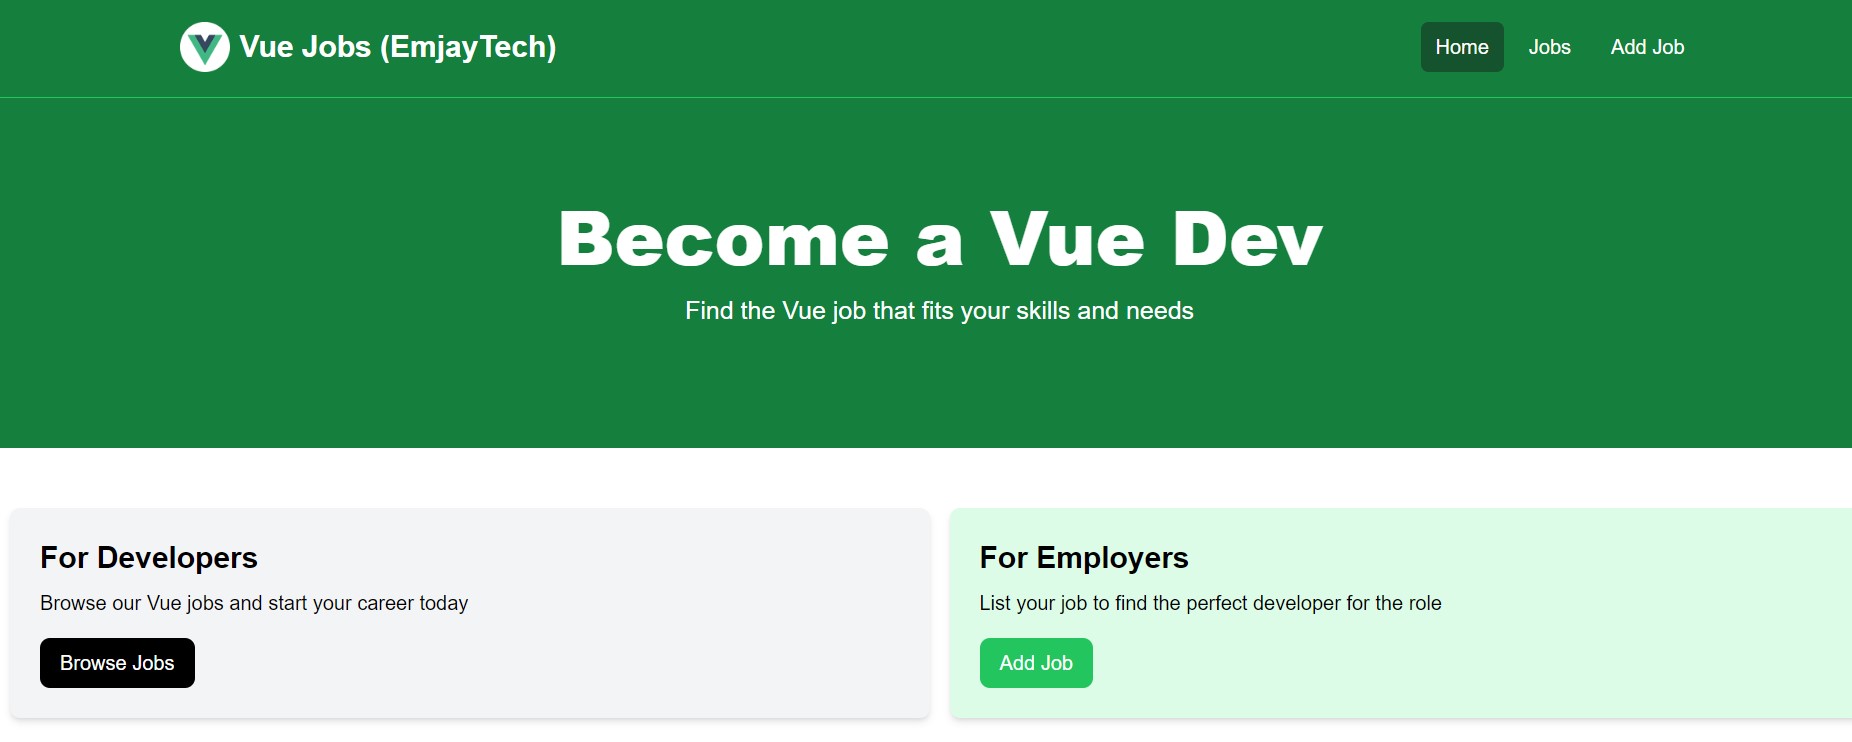 Vue Jobs (EmjayTech)
Home
Jobs
Add Job
Become a Vue Dev
Find the Vue job that fits your skills and needs
For Developers
Browse our Vue jobs and start your career today
Browse Jobs
For Employers
List your job to find the perfect developer for the role
Add Job